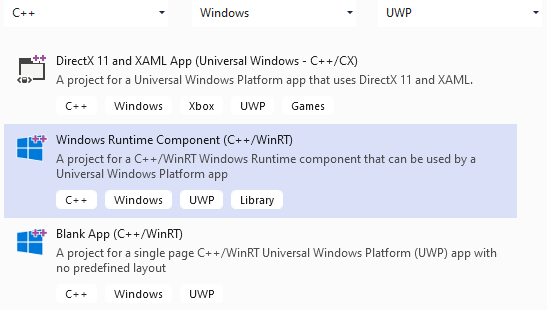 C++ Windows UWP
DirectX 11 and XAML App (Universal Windows - C++/CX)
A project for a Universal Windows Platform app that uses DirectX 11 and XAML.
C++ Windows Xbox UWP Games
Windows Runtime Component (C++/WinRT)
A project for a C++/WinRT Windows Runtime component that can be used by a
Universal Windows Platform app
C++ Windows UWP Library
Blank App (C++/WinRT)
A project for a single page C++/WinRT Universal Windows Platform (UWP) app with
no predefined layout
C++ Windows UWP